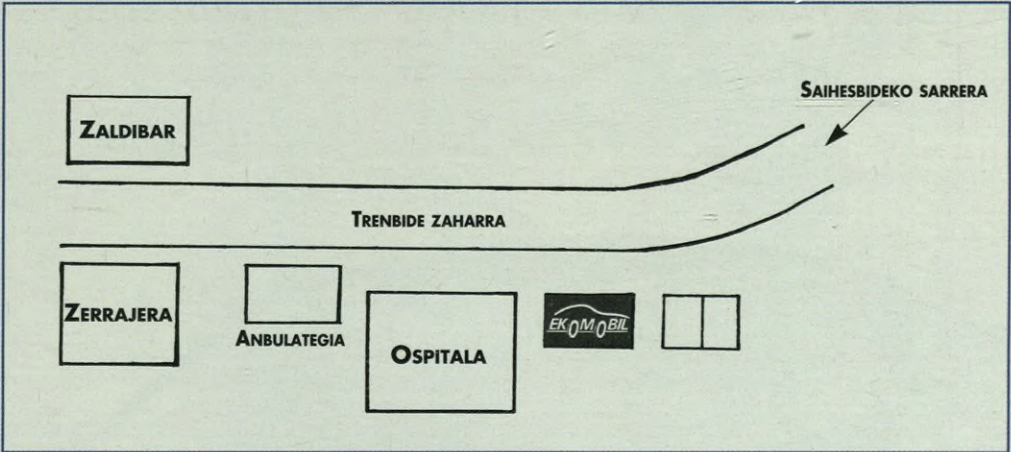 SAIHESBIDEKO SARRERA
ZALDIBAR
TRENBIDE ZAHARRA
ZERRAJERA
ANBULATEGIA
OSPITALA
EKOMOBIL